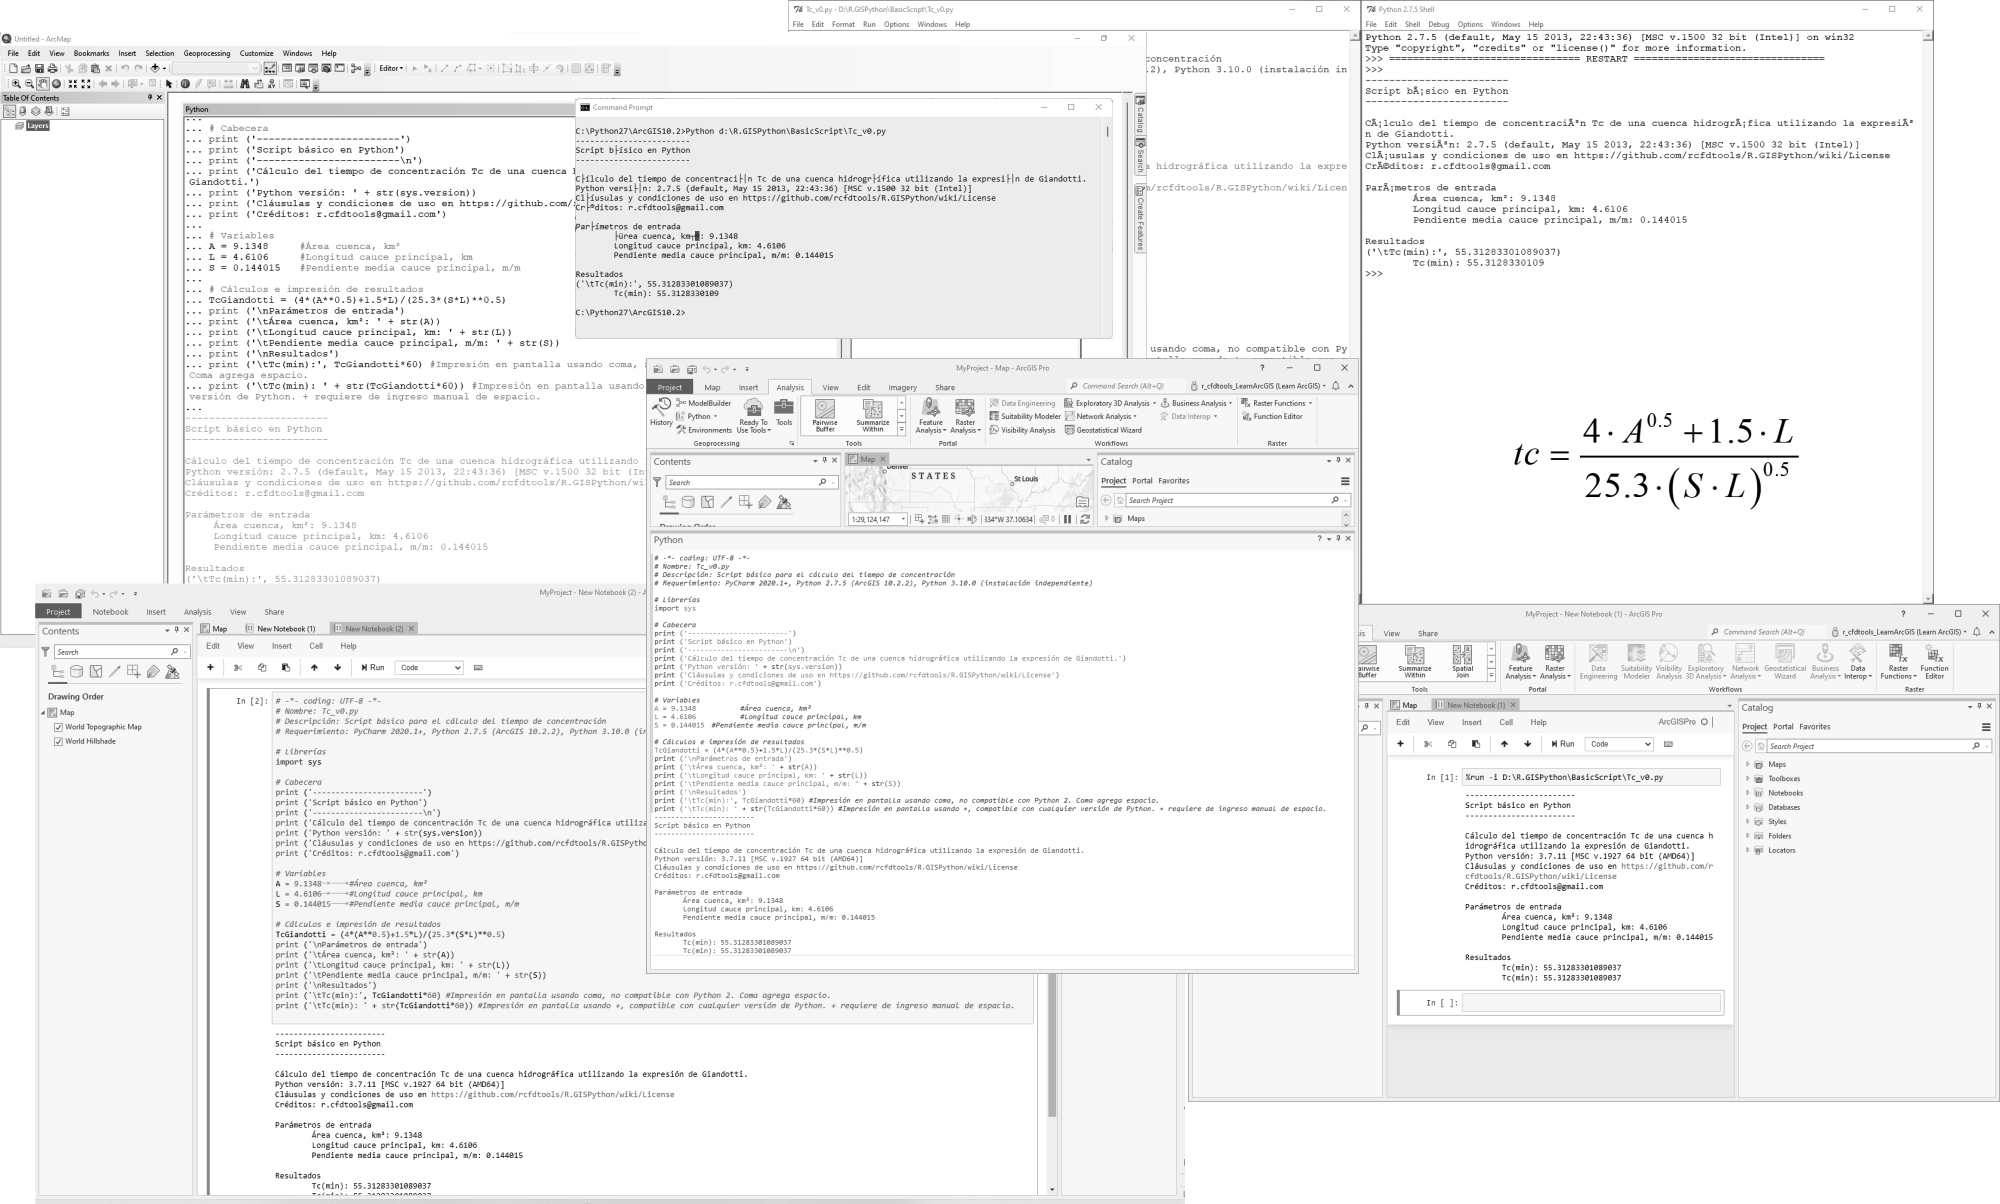 Tc_v0.py - D:\R.GISPython\BasicScript\Tc_v0.py
File Edit Format Run Options Windows Help
concentración
.2), Python 3.10.0 (instalación in
a hidrográfica utilizando la expre
m/rcfdtools/R.GISPython/wiki/Licen
usando coma, no compatible con Py
Python 2.7.5 Shell
File Edit Shell Debug Options Windows Help
Python 2.7.5 (default, May 15 2013, 22:43:36) [MSC v.1500 32 bit (Intel)] on win32
Type "copyright", "credits" or "license()" for more information.
>>> ================================ RESTART ================================
>>>
------------------------
Script bÃ¡sico en Python
------------------------
CÃ¡lculo del tiempo de concentraciÃ³n Tc de una cuenca hidrogrÃ¡fica utilizando la expresiÃ³
n de Giandotti.
Python versiÃ³n: 2.7.5 (default, May 15 2013, 22:43:36) [MSC v.1500 32 bit (Intel)]
ClÃ¡usulas y condiciones de uso en https://github.com/rcfdtools/R.GISPython/wiki/License
CrÃ©ditos: r.cfdtools@gmail.com
ParÃ¡metros de entrada
Área cuenca, km²: 9.1348
Longitud cauce principal, km: 4.6106
Pendiente media cauce principal, m/m: 0.144015
Resultados
('\tTc(min):', 55.31283301089037)
Tc(min): 55.3128330109
>>>
tc = 4 · A^0.5 + 1.5 · L / 25.3 · (S · L)^0.5
Untitled - ArcMap
File Edit View Bookmarks Insert Selection Geoprocessing Customize Windows Help
Editor
Table Of Contents
Layers
Catalog
Search
Create Features
Python
...
... # Cabecera
... print ('-------------------------')
... print ('Script básico en Python')
... print ('-------------------------\n')
... print ('Cálculo del tiempo de concentración Tc de una cuenca
Giandotti.')
... print ('Python versión: ' + str(sys.version))
... print ('Cláusulas y condiciones de uso en https://github.com/
... print ('Créditos: r.cfdtools@gmail.com')
...
... # Variables
... A = 9.1348 #Área cuenca, km²
... L = 4.6106 #Longitud cauce principal, km
... S = 0.144015 #Pendiente media cauce principal, m/m
...
... # Cálculos e impresión de resultados
... TcGiandotti = (4*(A**0.5)+1.5*L)/(25.3*(S*L)**0.5)
... print ('\nParámetros de entrada')
... print ('\tÁrea cuenca, km²: ' + str(A))
... print ('\tLongitud cauce principal, km: ' + str(L))
... print ('\tPendiente media cauce principal, m/m: ' + str(S))
... print ('\nResultados')
... print ('\tTc(min):', TcGiandotti*60) #Impresión en pantalla usando coma,
Coma agrega espacio.
... print ('\tTc(min): ' + str(TcGiandotti*60)) #Impresión en pantalla usando
versión de Python. + requiere de ingreso manual de espacio.
...
-------------------------
Script básico en Python
-------------------------
Cálculo del tiempo de concentración Tc de una cuenca hidrográfica utilizando
Python versión: 2.7.5 (default, May 15 2013, 22:43:36) [MSC v.1500 32 bit (In
Cláusulas y condiciones de uso en https://github.com/rcfdtools/R.GISPython/wi
Créditos: r.cfdtools@gmail.com
Parámetros de entrada
Área cuenca, km²: 9.1348
Longitud cauce principal, km: 4.6106
Pendiente media cauce principal, m/m: 0.144015
Resultados
('\tTc(min):', 55.31283301089037)
Command Prompt
C:\Python27\ArcGIS10.2>Python d:\R.GISPython\BasicScript\Tc_v0.py
-------------------------
Script b├ísico en Python
-------------------------
C├ílculo del tiempo de concentraci├│n Tc de una cuenca hidrogr├ífica utilizando la expresi├│n de Giandotti.
Python versi├│n: 2.7.5 (default, May 15 2013, 22:43:36) [MSC v.1500 32 bit (Intel)]
Cl├íusulas y condiciones de uso en https://github.com/rcfdtools/R.GISPython/wiki/License
Cr├®ditos: r.cfdtools@gmail.com
Par├ímetros de entrada
├ürea cuenca, km┬▓: 9.1348
Longitud cauce principal, km: 4.6106
Pendiente media cauce principal, m/m: 0.144015
Resultados
('\tTc(min):', 55.31283301089037)
Tc(min): 55.3128330109
C:\Python27\ArcGIS10.2>
MyProject - Map - ArcGIS Pro
Project Map Insert Analysis View Edit Imagery Share
Command Search (Alt+Q)
r_cfdtools_LearnArcGIS (Learn ArcGIS)
History ModelBuilder Python Environments Ready To Use Tools Tools
Pairwise Buffer Summarize Within Feature Analysis Raster Analysis
Data Engineering Exploratory 3D Analysis Business Analysis Raster Functions
Suitability Modeler Network Analysis Data Interop Function Editor
Visibility Analysis Geostatistical Wizard
Geoprocessing Tools Portal Workflows Raster
Contents
Search
Map
Denver
STATES
St Louis
1:29,124,147
334°W 37.10634
0
Catalog
Project Portal Favorites
Search Project
Maps
Python
# -*- coding: UTF-8 -*-
# Nombre: Tc_v0.py
# Descripción: Script básico para el cálculo del tiempo de concentración
# Requerimiento: PyCharm 2020.1+, Python 2.7.5 (ArcGIS 10.2.2), Python 3.10.0 (instalación independiente)
# Librerías
import sys
# Cabecera
print ('------------------------')
print ('Script básico en Python')
print ('------------------------\n')
print ('Cálculo del tiempo de concentración Tc de una cuenca hidrográfica utilizando la expresión de Giandotti.')
print ('Python versión: ' + str(sys.version))
print ('Cláusulas y condiciones de uso en https://github.com/rcfdtools/R.GISPython/wiki/License')
print ('Créditos: r.cfdtools@gmail.com')
# Variables
A = 9.1348 #Área cuenca, km²
L = 4.6106 #Longitud cauce principal, km
S = 0.144015 #Pendiente media cauce principal, m/m
# Cálculos e impresión de resultados
TcGiandotti = (4*(A**0.5)+1.5*L)/(25.3*(S*L)**0.5)
print ('\nParámetros de entrada')
print ('\tÁrea cuenca, km²: ' + str(A))
print ('\tLongitud cauce principal, km: ' + str(L))
print ('\tPendiente media cauce principal, m/m: ' + str(S))
print ('\nResultados')
print ('\tTc(min):', TcGiandotti*60) #Impresión en pantalla usando coma, no compatible con Python 2. Coma agrega espacio.
print ('\tTc(min): ' + str(TcGiandotti*60)) #Impresión en pantalla usando +, compatible con cualquier versión de Python. + requiere de ingreso manual de espacio.
------------------------
Script básico en Python
------------------------
Cálculo del tiempo de concentración Tc de una cuenca hidrográfica utilizando la expresión de Giandotti.
Python versión: 3.7.11 [MSC v.1927 64 bit (AMD64)]
Cláusulas y condiciones de uso en https://github.com/rcfdtools/R.GISPython/wiki/License
Créditos: r.cfdtools@gmail.com
Parámetros de entrada
Área cuenca, km²: 9.1348
Longitud cauce principal, km: 4.6106
Pendiente media cauce principal, m/m: 0.144015
Resultados
Tc(min): 55.31283301089037
Tc(min): 55.31283301089037
MyProject - New Notebook (2) - A
Project Notebook Insert Analysis View Share
Contents
Search
Drawing Order
Map
World Topographic Map
World Hillshade
Map New Notebook (1) New Notebook (2)
Edit View Insert Cell Help
Run Code
In [2]:
# -*- coding: UTF-8 -*-
# Nombre: Tc_v0.py
# Descripción: Script básico para el cálculo del tiempo de concentración
# Requerimiento: PyCharm 2020.1+, Python 2.7.5 (ArcGIS 10.2.2), Python 3.10.0 (ir
# Librerías
import sys
# Cabecera
print ('------------------------')
print ('Script básico en Python')
print ('------------------------\n')
print ('Cálculo del tiempo de concentración Tc de una cuenca hidrográfica utiliza
print ('Python versión: ' + str(sys.version))
print ('Cláusulas y condiciones de uso en https://github.com/rcfdtools/R.GISPytho
print ('Créditos: r.cfdtools@gmail.com')
# Variables
A = 9.1348 #Área cuenca, km²
L = 4.6106 #Longitud cauce principal, km
S = 0.144015 #Pendiente media cauce principal, m/m
# Cálculos e impresión de resultados
TcGiandotti = (4*(A**0.5)+1.5*L)/(25.3*(S*L)**0.5)
print ('\nParámetros de entrada')
print ('\tÁrea cuenca, km²: ' + str(A))
print ('\tLongitud cauce principal, km: ' + str(L))
print ('\tPendiente media cauce principal, m/m: ' + str(S))
print ('\nResultados')
print ('\tTc(min):', TcGiandotti*60) #Impresión en pantalla usando coma, no compatible con Python 2. Coma agrega espacio.
print ('\tTc(min): ' + str(TcGiandotti*60)) #Impresión en pantalla usando +, compatible con cualquier versión de Python. + requiere de ingreso manual de espacio.
------------------------
Script básico en Python
------------------------
Cálculo del tiempo de concentración Tc de una cuenca hidrográfica utilizando la expresión de Giandotti.
Python versión: 3.7.11 [MSC v.1927 64 bit (AMD64)]
Cláusulas y condiciones de uso en https://github.com/rcfdtools/R.GISPython/wiki/License
Créditos: r.cfdtools@gmail.com
Parámetros de entrada
Área cuenca, km²: 9.1348
Longitud cauce principal, km: 4.6106
Pendiente media cauce principal, m/m: 0.144015
Resultados
Tc(min): 55.31283301089037
MyProject - New Notebook (1) - ArcGIS Pro
is View Share
Command Search (Alt+Q)
r_cfdtools_LearnArcGIS (Learn ArcGIS)
airwise Summarize Within Spatial Join Feature Analysis Raster Analysis Data Engineering Suitability Modeler Visibility Analysis Exploratory 3D Analysis Network Analysis Geostatistical Wizard Business Analysis Data Interop Raster Functions Function Editor
Tools Portal Workflows Raster
Map New Notebook (1)
Edit View Insert Cell Help ArcGISPro
Run Code
In [1]: %run -i D:\R.GISPython\BasicScript\Tc_v0.py
------------------------
Script básico en Python
------------------------
Cálculo del tiempo de concentración Tc de una cuenca h
idrográfica utilizando la expresión de Giandotti.
Python versión: 3.7.11 [MSC v.1927 64 bit (AMD64)]
Cláusulas y condiciones de uso en https://github.com/r
cfdtools/R.GISPython/wiki/License
Créditos: r.cfdtools@gmail.com
Parámetros de entrada
Área cuenca, km²: 9.1348
Longitud cauce principal, km: 4.6106
Pendiente media cauce principal, m/m: 0.144015
Resultados
Tc(min): 55.31283301089037
Tc(min): 55.31283301089037
In [ ]:
Catalog
Project Portal Favorites
Search Project
Maps
Toolboxes
Notebooks
Databases
Styles
Folders
Locators